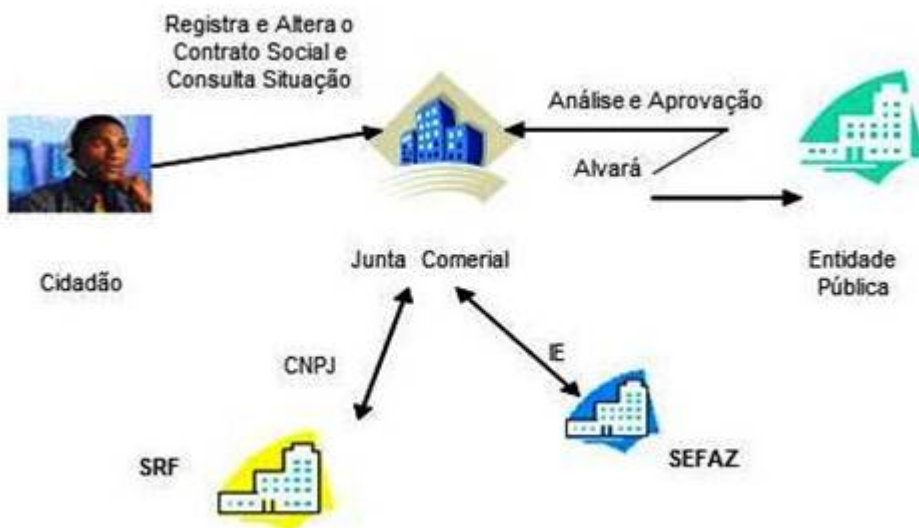 Registra e Altera o
Contrato Social e
Consulta Situação
Análise e Aprovação
Alvará
Cidadão
Junta Comerial
Entidade
Pública
CNPJ
IE
SRF
SEFAZ